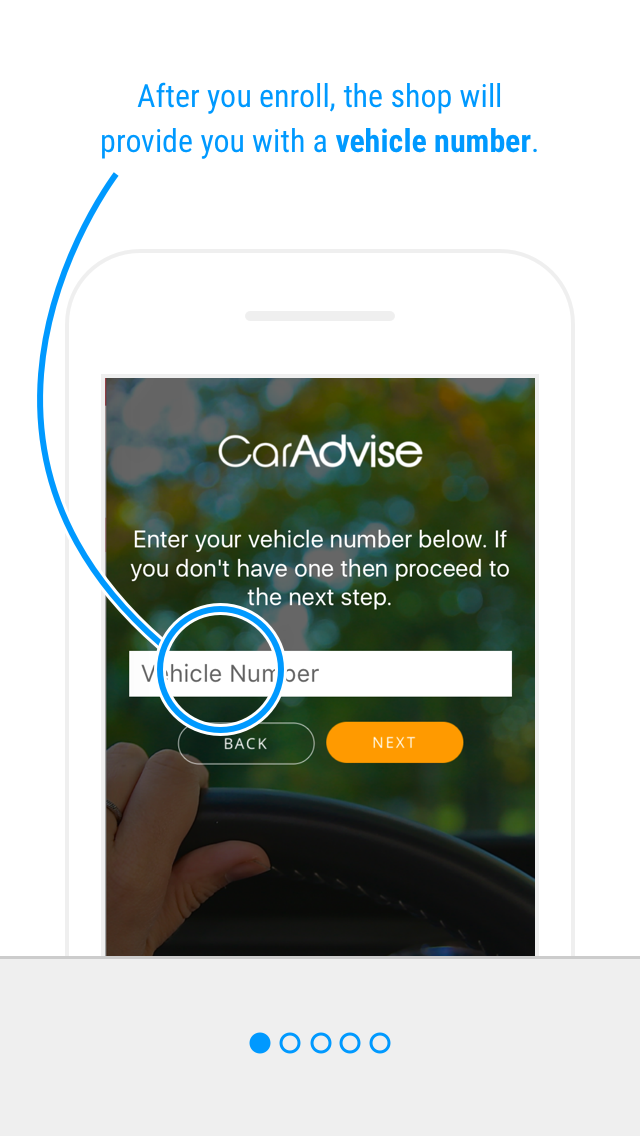 After you enroll, the shop will
provide you with a vehicle number.
CarAdvise
Enter your vehicle number below. If
you don't have one then proceed to
the next step.
Vehicle Number
BACK
NEXT